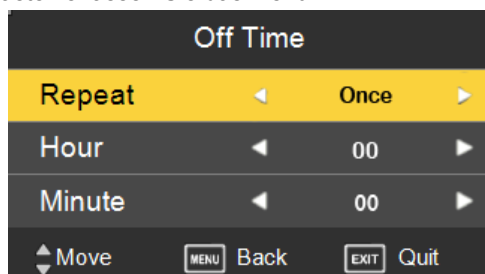 Off Time
Repeat Once
Hour 00
Minute 00
Move MENU Back EXIT Quit